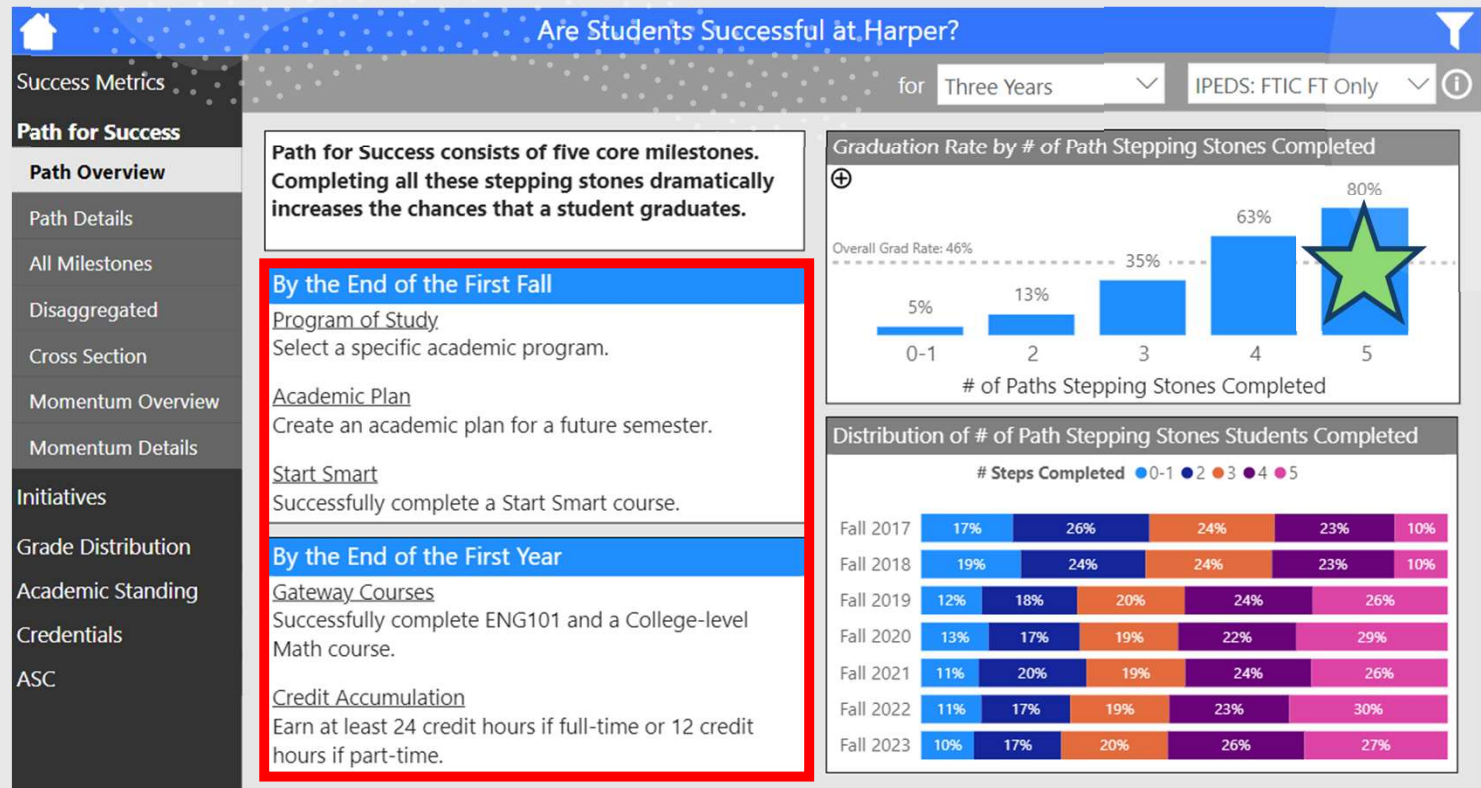 Are Students Successful at Harper?
Success Metrics
for
Three Years
IPEDS: FTIC FT Only
Path for Success
Path Overview
Path Details
All Milestones
Disaggregated
Cross Section
Momentum Overview
Momentum Details
Initiatives
Grade Distribution
Academic Standing
Credentials
ASC
Path for Success consists of five core milestones.
Completing all these stepping stones dramatically
increases the chances that a student graduates.
By the End of the First Fall
Program of Study
Select a specific academic program.
Academic Plan
Create an academic plan for a future semester.
Start Smart
Successfully complete a Start Smart course.
By the End of the First Year
Gateway Courses
Successfully complete ENG101 and a College-level
Math course.
Credit Accumulation
Earn at least 24 credit hours if full-time or 12 credit
hours if part-time.
Graduation Rate by # of Path Stepping Stones Completed
80%
63%
Overall Grad Rate: 46%
35%
13%
5%
0-1 2 3 4 5
# of Paths Stepping Stones Completed
Distribution of # of Path Stepping Stones Students Completed
# Steps Completed 0-1 2 3 4 5
Fall 2017 17% 26% 24% 23% 10%
Fall 2018 19% 24% 24% 23% 10%
Fall 2019 12% 18% 20% 24% 26%
Fall 2020 13% 17% 19% 22% 29%
Fall 2021 11% 20% 19% 24% 26%
Fall 2022 11% 17% 19% 23% 30%
Fall 2023 10% 17% 20% 26% 27%